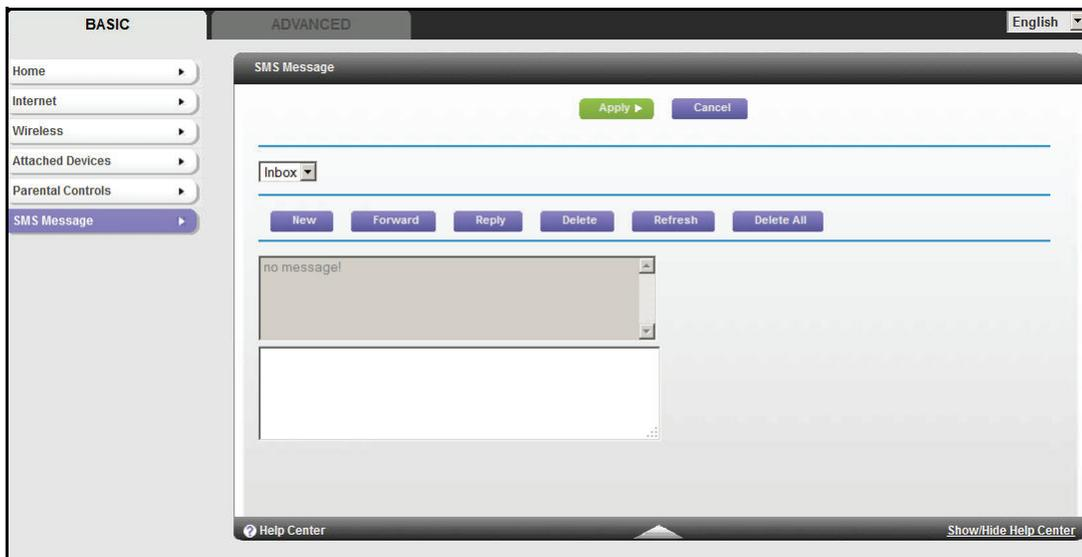 BASIC
ADVANCED
English
Home
Internet
Wireless
Attached Devices
Parental Controls
SMS Message
SMS Message
Apply
Cancel
Inbox
New Forward Reply Delete Refresh Delete All
no message!
Help Center
Show/Hide Help Center